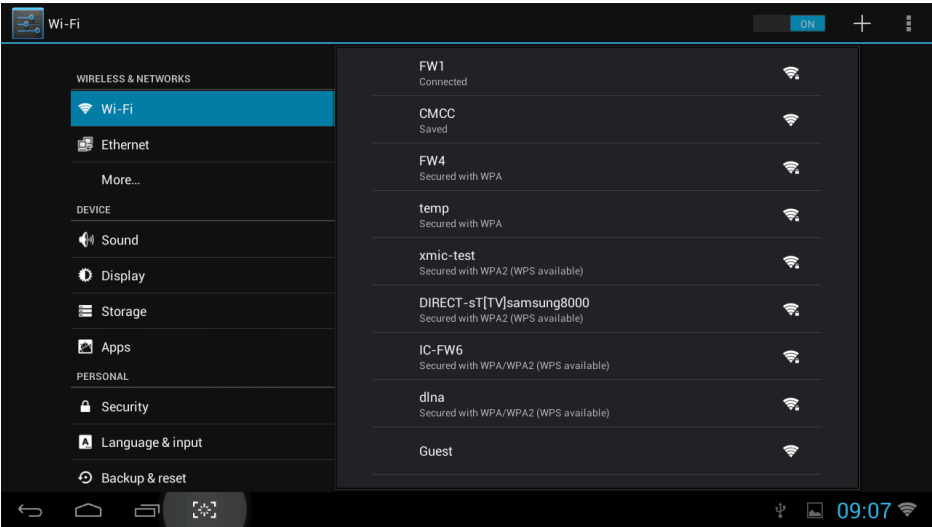 Wi-Fi
ON
WIRELESS & NETWORKS
Wi-Fi
Ethernet
More...
DEVICE
Sound
Display
Storage
Apps
PERSONAL
Security
A
Language & input
Backup & reset
FW1
Connected
CMCC
Saved
FW4
Secured with WPA
temp
Secured with WPA
xmic-test
Secured with WPA2 (WPS available)
DIRECT-sT[TV]samsung8000
Secured with WPA2 (WPS available)
IC-FW6
Secured with WPA/WPA2 (WPS available)
dlna
Secured with WPA/WPA2 (WPS available)
Guest
09:07